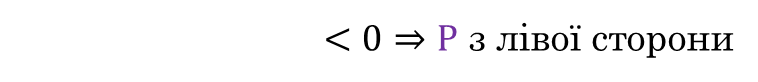 < 0 ⇒ P з лівої сторони